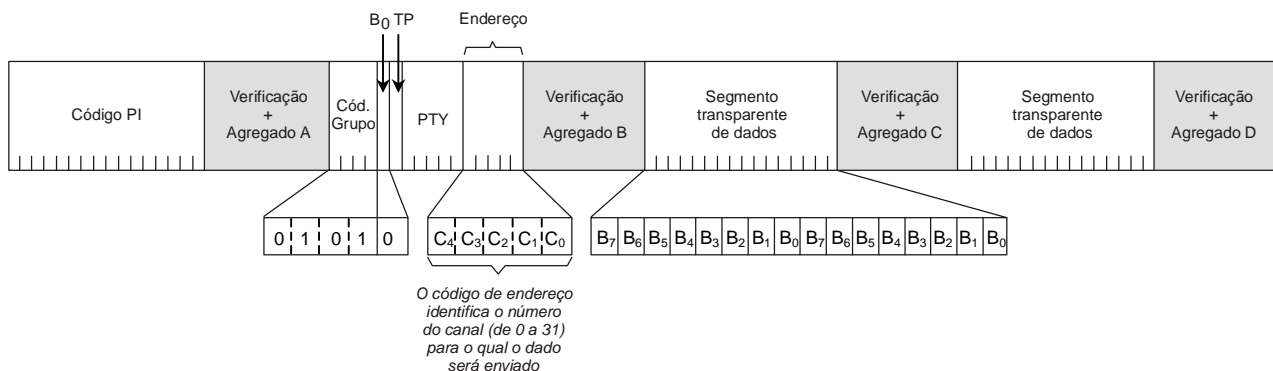 B0 TP
Endereço
Código PI
Verificação
+
Agregado A
Cód.
Grupo
PTY
Verificação
+
Agregado B
Segmento
transparente
de dados
Verificação
+
Agregado C
Segmento
transparente
de dados
Verificação
+
Agregado D
0 1 0 1 0
C4 C3 C2 C1 C0
B7 B6 B5 B4 B3 B2 B1 B0 B7 B6 B5 B4 B3 B2 B1 B0
O código de endereço
identifica o número
do canal (de 0 a 31)
para o qual o dado
será enviado